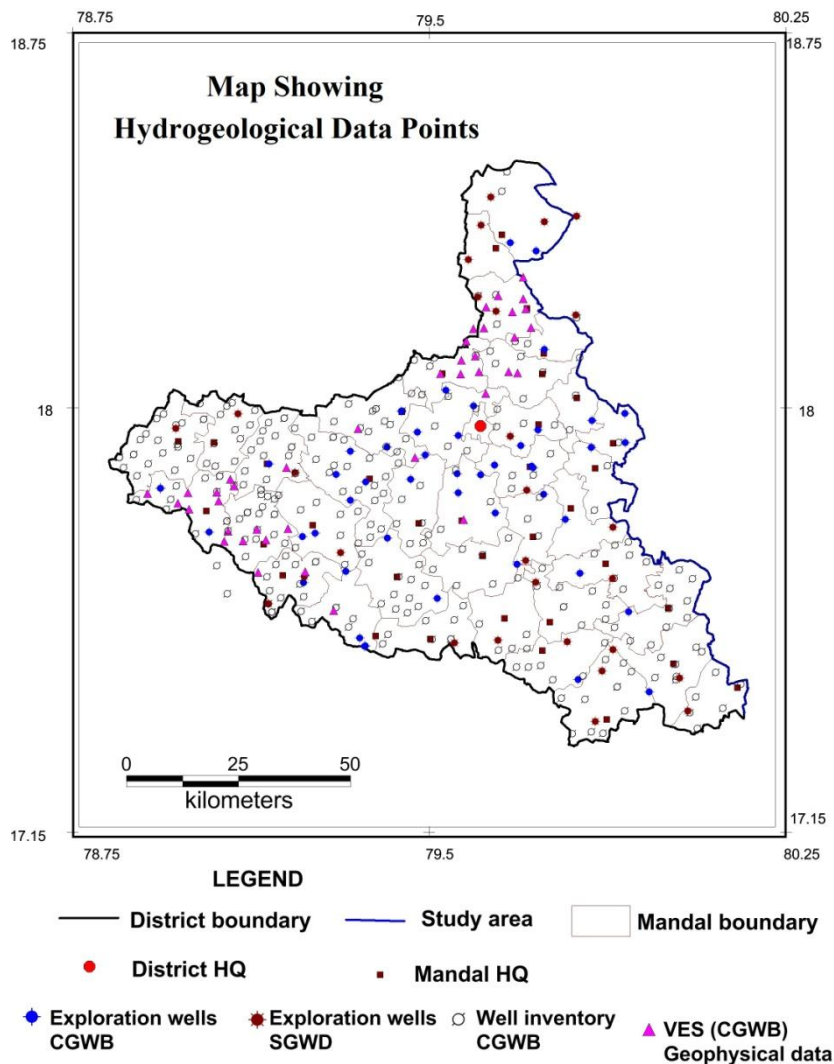 78.75 79.5 80.25
18.75 18.75
Map Showing
Hydrogeological Data Points
18 18
0 25 50
kilometers
17.15 17.15
78.75 79.5 80.25
LEGEND
District boundary Study area Mandal boundary
District HQ Mandal HQ
Exploration wells Exploration wells Well inventory VES (CGWB)
CGWB SGWD CGWB Geophysical data